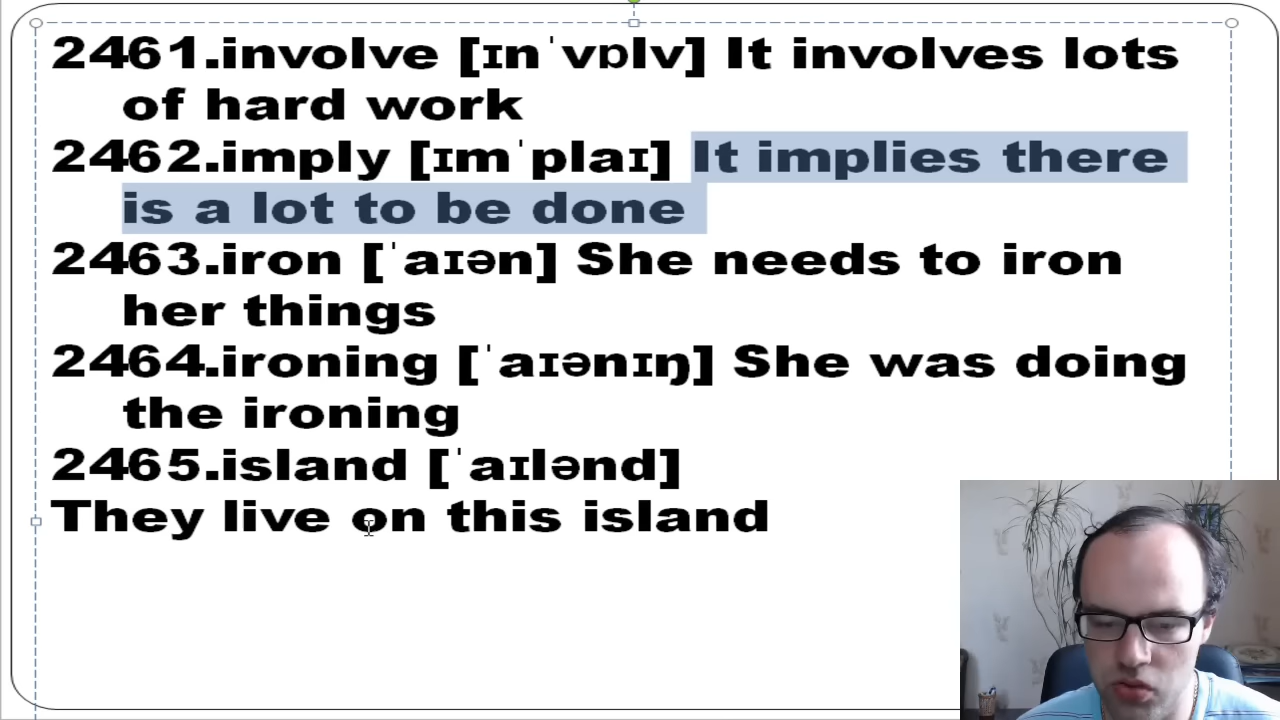 2461.involve [ɪnˈvɒlv] It involves lots
of hard work
2462.imply [ɪmˈplaɪ] It implies there
is a lot to be done
2463.iron [ˈaɪən] She needs to iron
her things
2464.ironing [ˈaɪənɪŋ] She was doing
the ironing
2465.island [ˈaɪlənd]
They live on this island